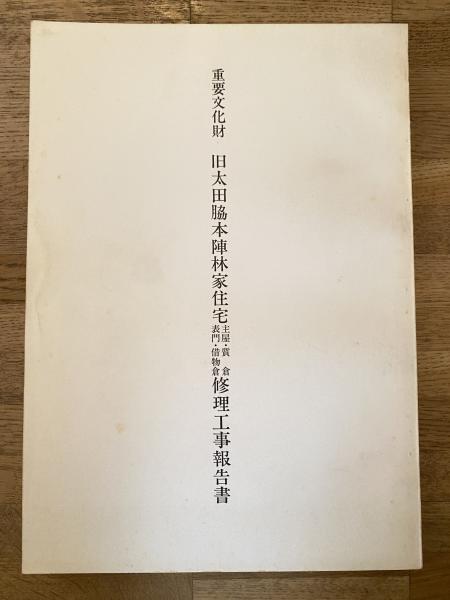 重要文化財 旧太田脇本陣林家住宅
主屋・質倉
表門・借物倉
修理工事報告書